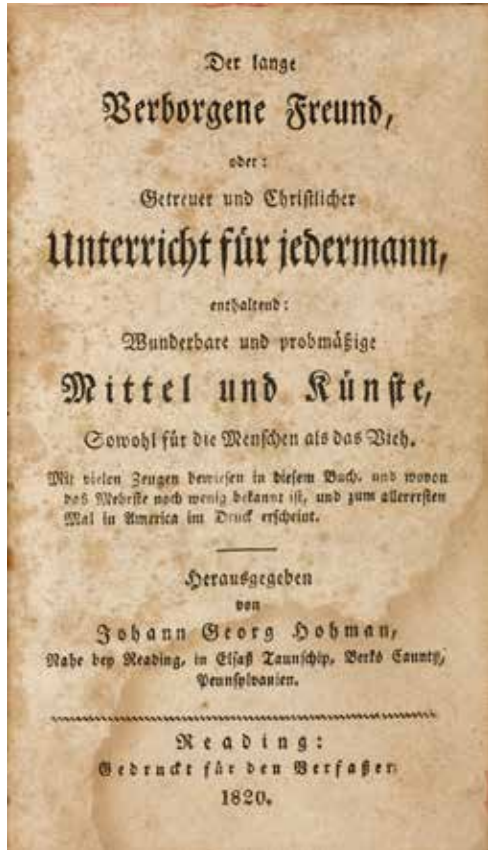 Der lange
Verborgene Freund,
oder:
Getreuer und Christlicher
Unterricht für jedermann,
enthaltend:
Wunderbare und probmäßige
Mittel und Künste,
Sowohl für die Menschen als das Vieh.
Mit vielen Zeugen bewiesen in diesem Buch, und wovon
das Mehrste noch wenig bekannt ist, und zum allerersten
Mal in America im Druck erscheint.
Herausgegeben
von
Johann Georg Hohman,
Nahe bey Reading, in Elsaß Taunschip, Berks Caunty,
Pennsylvanien.
Reading:
Gedruckt für den Verfaßer
1820.